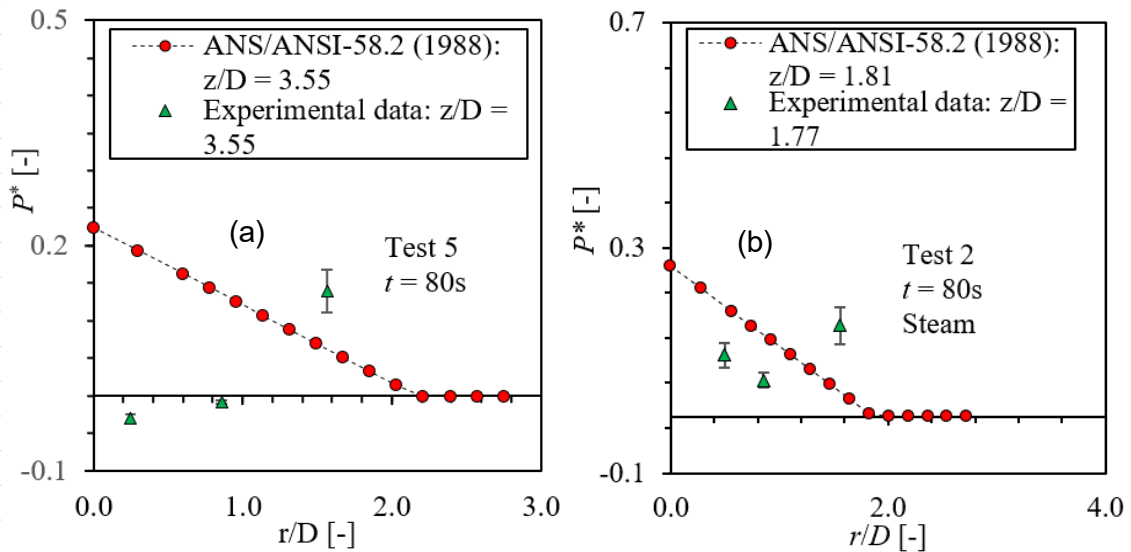 0.5
ANS/ANSI-58.2 (1988):
z/D = 3.55
Experimental data: z/D =
3.55
P* [-]
(a)
0.2
Test 5
t = 80s
-0.1
0.0 1.0 2.0 3.0
r/D [-]
0.7
ANS/ANSI-58.2 (1988):
z/D = 1.81
Experimental data: z/D =
1.77
P* [-]
(b)
0.3
Test 2
t = 80s
Steam
-0.1
0.0 2.0 4.0
r/D [-]